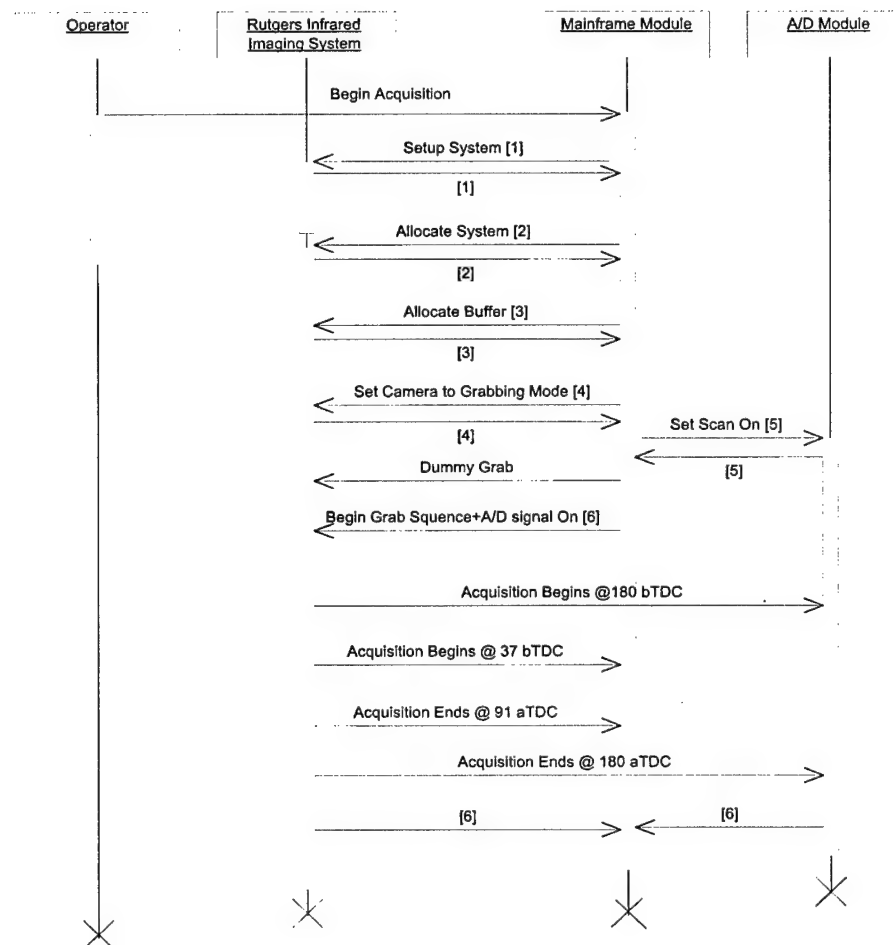 Operator
Rutgers Infrared
Imaging System
Mainframe Module
A/D Module
Begin Acquisition
Setup System [1]
[1]
Allocate System [2]
[2]
Allocate Buffer [3]
[3]
Set Camera to Grabbing Mode [4]
[4]
Set Scan On [5]
[5]
Dummy Grab
Begin Grab Squence+A/D signal On [6]
Acquisition Begins @180 bTDC
Acquisition Begins @ 37 bTDC
Acquisition Ends @ 91 aTDC
Acquisition Ends @ 180 aTDC
[6]
[6]